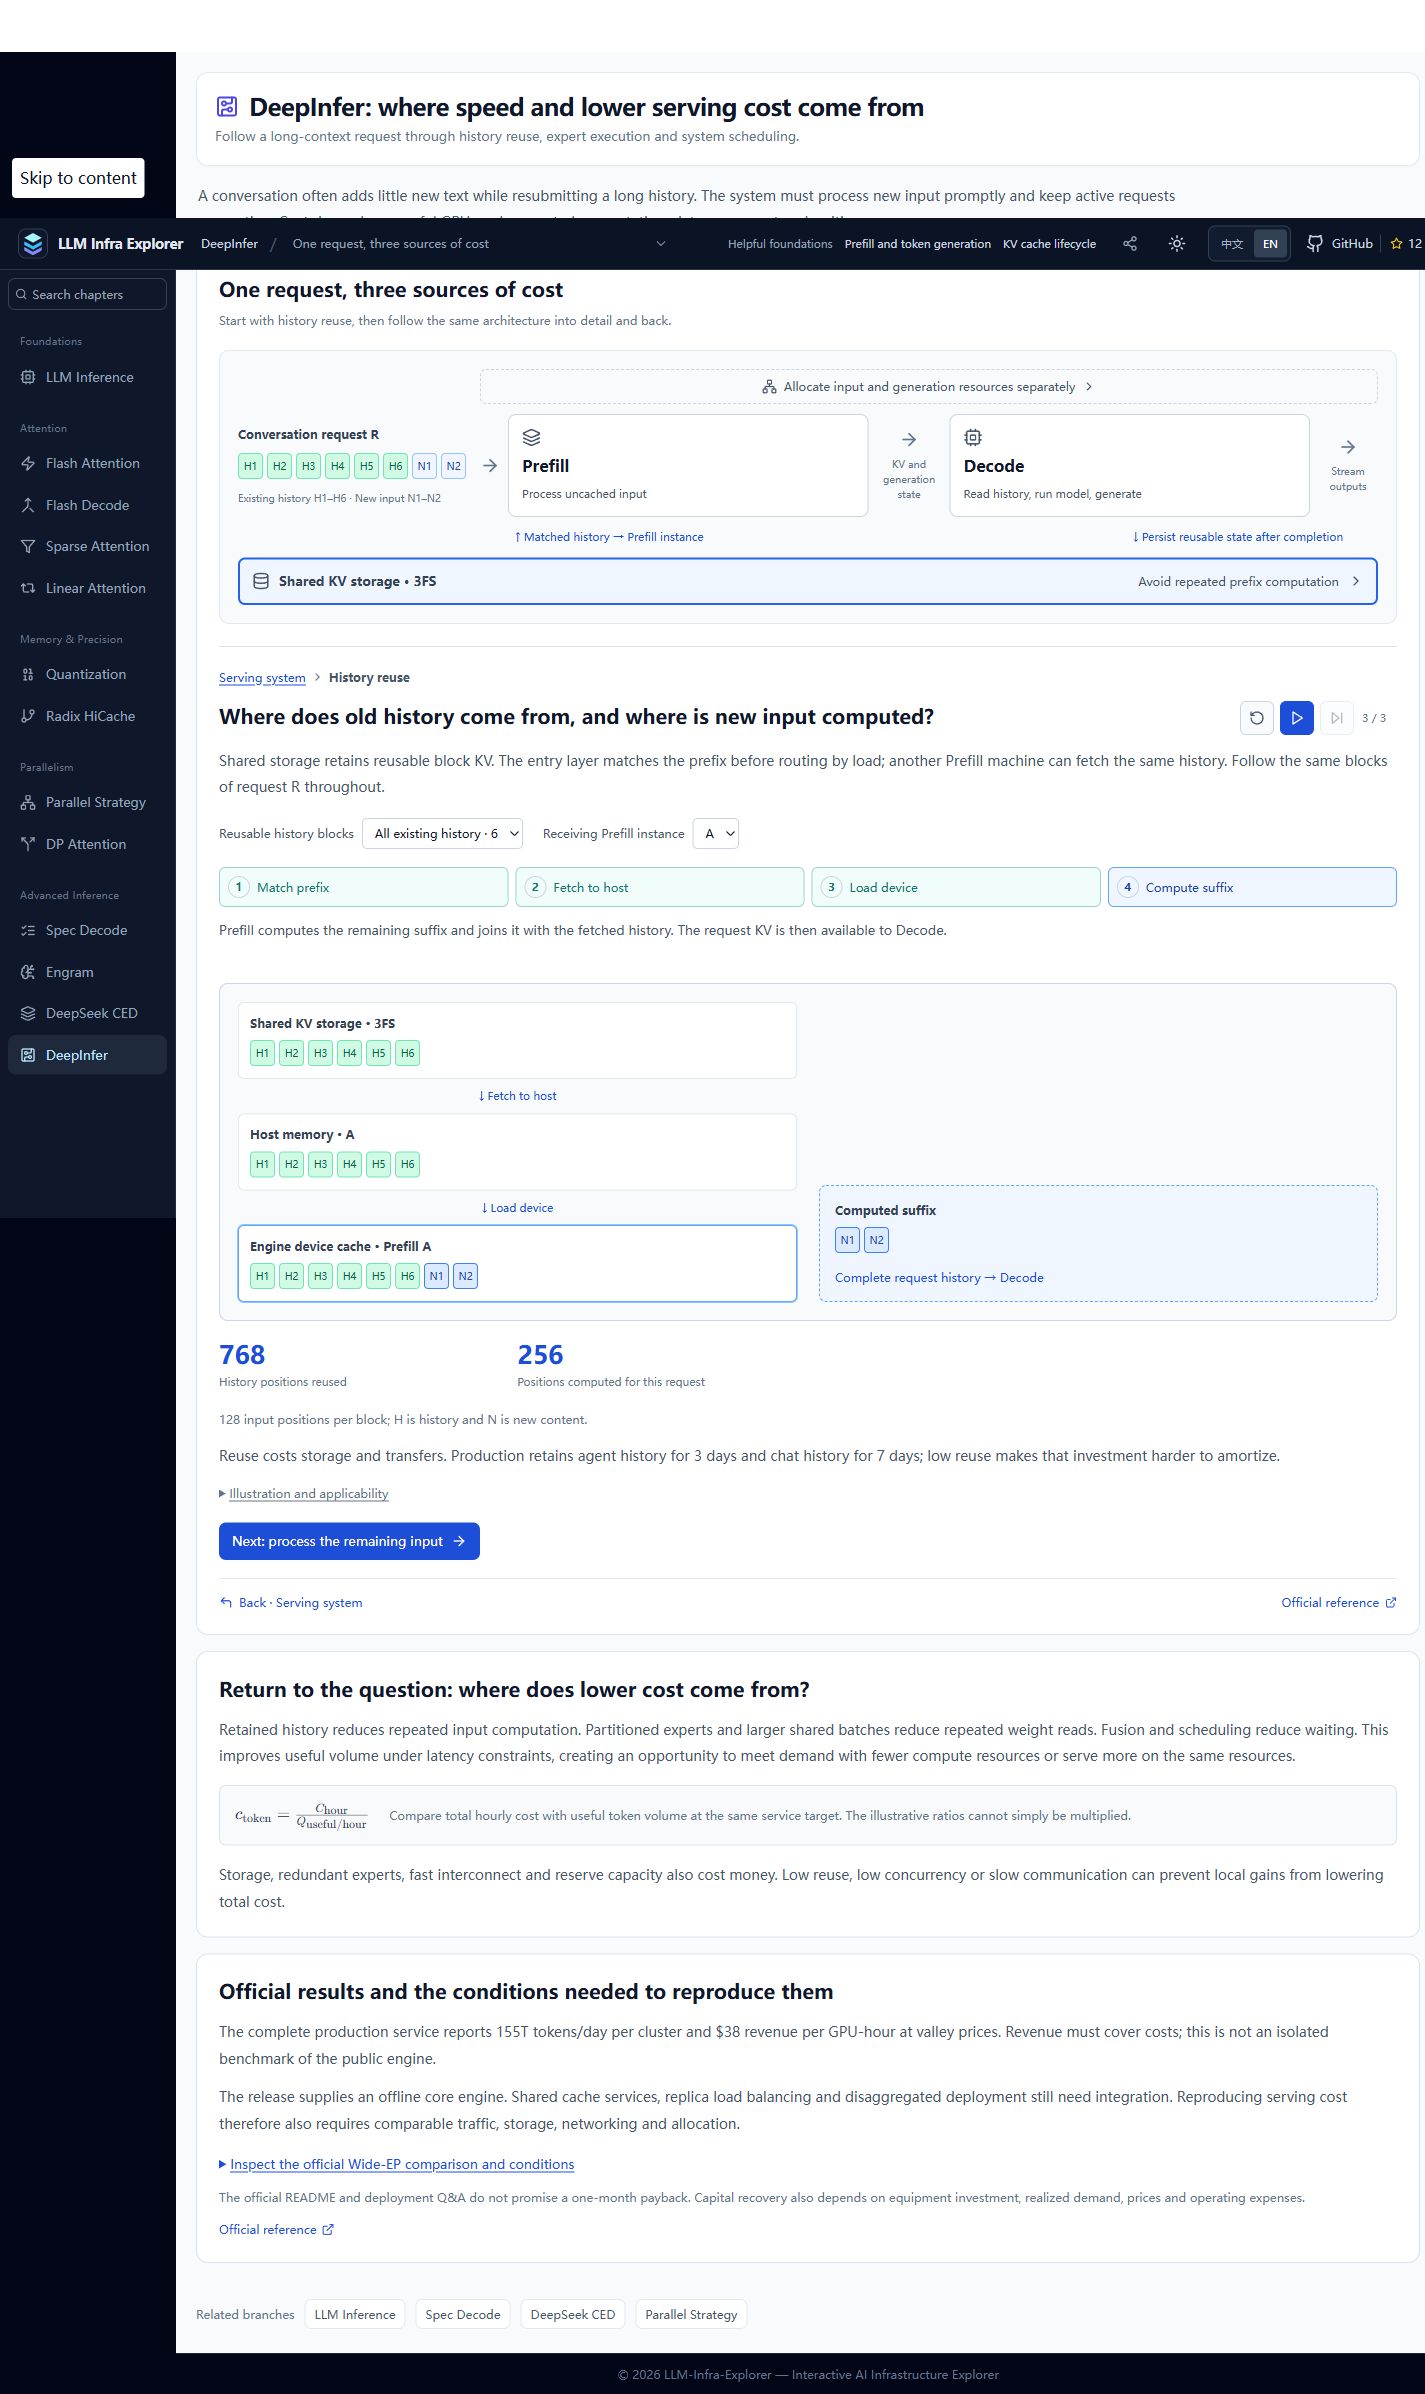 DeepInfer: where speed and lower serving cost come from
Follow a long-context request through history reuse, expert execution and system scheduling.
Skip to content
A conversation often adds little new text while resubmitting a long history. The system must process new input promptly and keep active requests
LLM Infra Explorer
DeepInfer / One request, three sources of cost
Helpful foundations Prefill and token generation KV cache lifecycle
中文 EN GitHub 12
Search chapters
Foundations
LLM Inference
Attention
Flash Attention
Flash Decode
Sparse Attention
Linear Attention
Memory & Precision
Quantization
Radix HiCache
Parallelism
Parallel Strategy
DP Attention
Advanced Inference
Spec Decode
Engram
DeepSeek CED
DeepInfer
One request, three sources of cost
Start with history reuse, then follow the same architecture into detail and back.
Allocate input and generation resources separately
Conversation request R
H1 H2 H3 H4 H5 H6 N1 N2
Existing history H1–H6 · New input N1–N2
Prefill
Process uncached input
KV and
generation
state
Decode
Read history, run model, generate
Stream
outputs
↑ Matched history → Prefill instance
↓ Persist reusable state after completion
Shared KV storage • 3FS
Avoid repeated prefix computation
Serving system > History reuse
Where does old history come from, and where is new input computed?
3 / 3
Shared storage retains reusable block KV. The entry layer matches the prefix before routing by load; another Prefill machine can fetch the same history. Follow the same blocks
of request R throughout.
Reusable history blocks All existing history · 6 Receiving Prefill instance A
1 Match prefix
2 Fetch to host
3 Load device
4 Compute suffix
Prefill computes the remaining suffix and joins it with the fetched history. The request KV is then available to Decode.
Shared KV storage • 3FS
H1 H2 H3 H4 H5 H6
↓ Fetch to host
Host memory • A
H1 H2 H3 H4 H5 H6
↓ Load device
Engine device cache • Prefill A
H1 H2 H3 H4 H5 H6 N1 N2
Computed suffix
N1 N2
Complete request history → Decode
768
History positions reused
256
Positions computed for this request
128 input positions per block; H is history and N is new content.
Reuse costs storage and transfers. Production retains agent history for 3 days and chat history for 7 days; low reuse makes that investment harder to amortize.
Illustration and applicability
Next: process the remaining input →
Back · Serving system
Official reference
Return to the question: where does lower cost come from?
Retained history reduces repeated input computation. Partitioned experts and larger shared batches reduce repeated weight reads. Fusion and scheduling reduce waiting. This
improves useful volume under latency constraints, creating an opportunity to meet demand with fewer compute resources or serve more on the same resources.
c_token = C_hour / Q_useful/hour
Compare total hourly cost with useful token volume at the same service target. The illustrative ratios cannot simply be multiplied.
Storage, redundant experts, fast interconnect and reserve capacity also cost money. Low reuse, low concurrency or slow communication can prevent local gains from lowering
total cost.
Official results and the conditions needed to reproduce them
The complete production service reports 155T tokens/day per cluster and $38 revenue per GPU-hour at valley prices. Revenue must cover costs; this is not an isolated
benchmark of the public engine.
The release supplies an offline core engine. Shared cache services, replica load balancing and disaggregated deployment still need integration. Reproducing serving cost
therefore also requires comparable traffic, storage, networking and allocation.
Inspect the official Wide-EP comparison and conditions
The official README and deployment Q&A do not promise a one-month payback. Capital recovery also depends on equipment investment, realized demand, prices and operating expenses.
Official reference
Related branches LLM Inference Spec Decode DeepSeek CED Parallel Strategy
© 2026 LLM-Infra-Explorer — Interactive AI Infrastructure Explorer